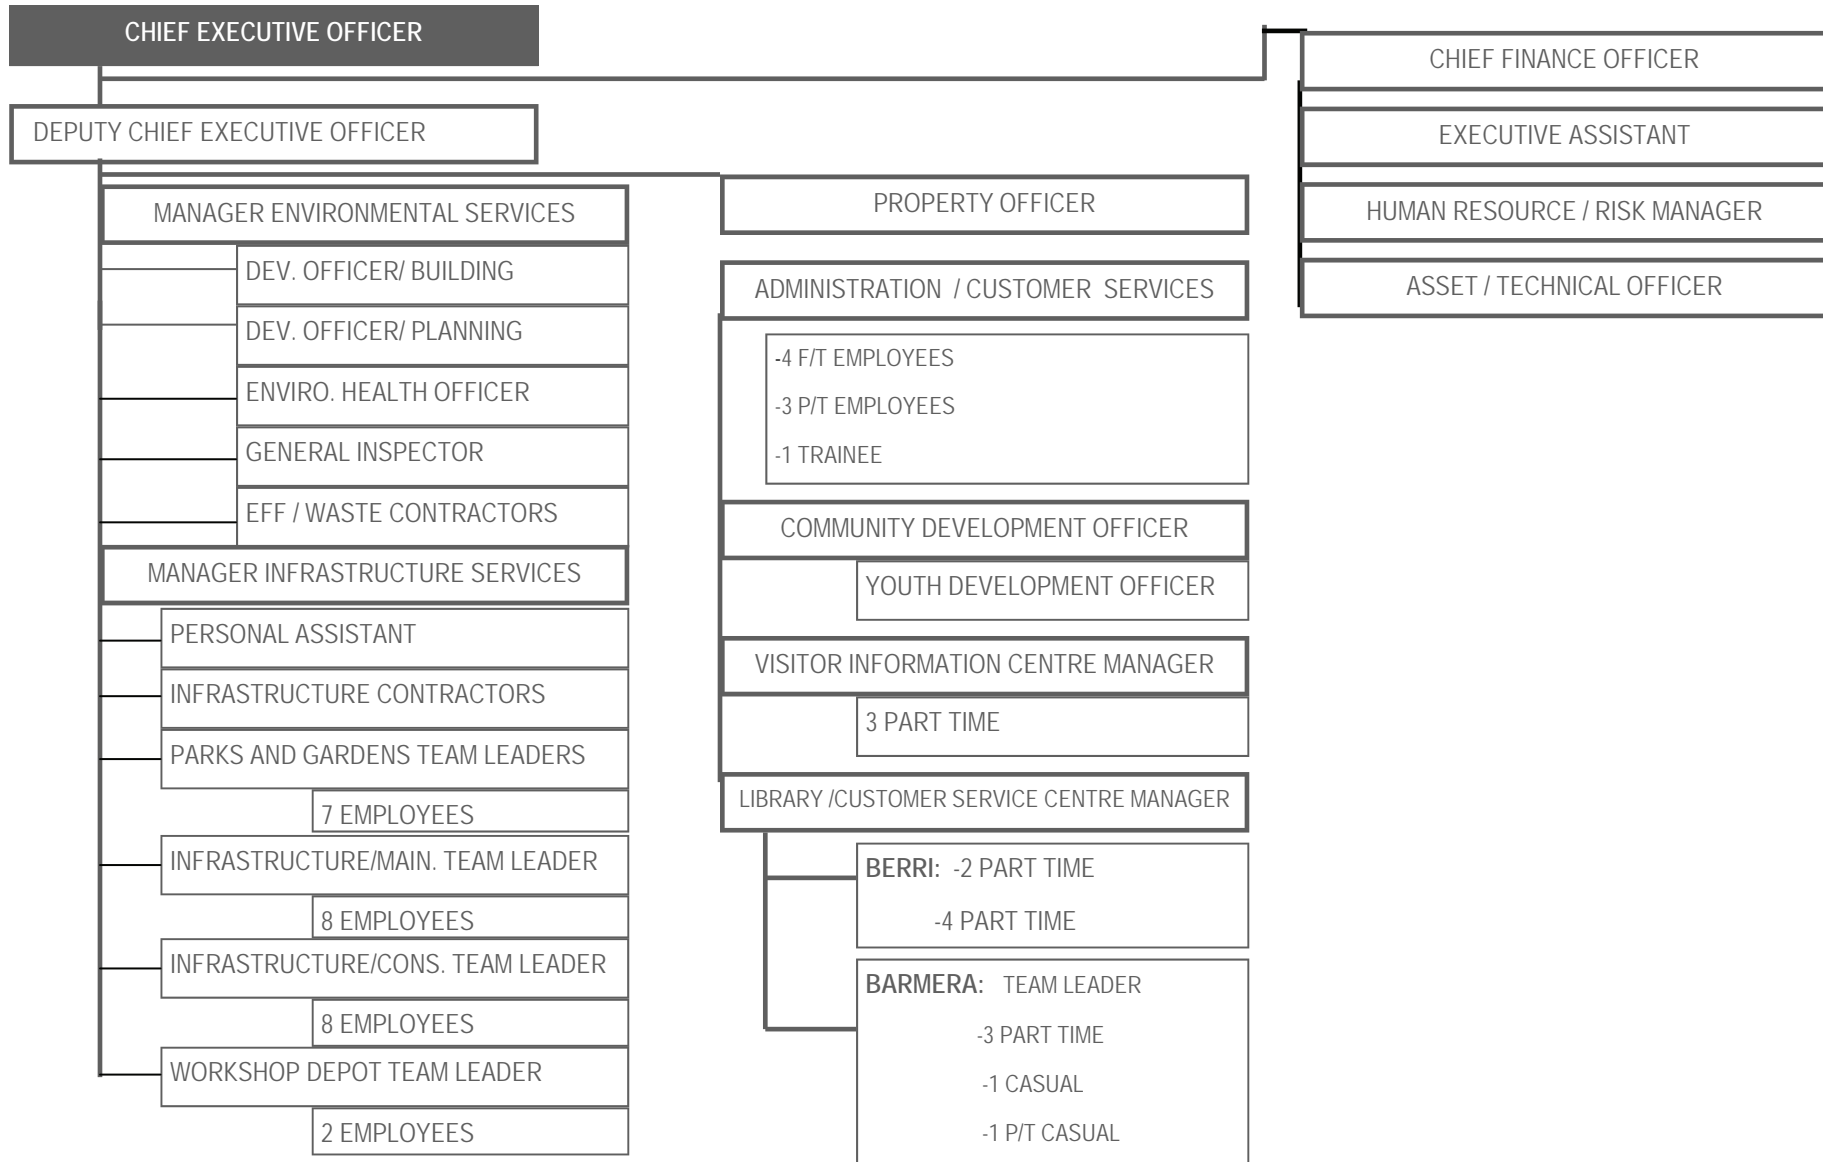 CHIEF EXECUTIVE OFFICER
DEPUTY CHIEF EXECUTIVE OFFICER
MANAGER ENVIRONMENTAL SERVICES
DEV. OFFICER/ BUILDING
DEV. OFFICER/ PLANNING
ENVIRO. HEALTH OFFICER
GENERAL INSPECTOR
EFF / WASTE CONTRACTORS
MANAGER INFRASTRUCTURE SERVICES
PERSONAL ASSISTANT
INFRASTRUCTURE CONTRACTORS
PARKS AND GARDENS TEAM LEADERS
7 EMPLOYEES
INFRASTRUCTURE/MAIN. TEAM LEADER
8 EMPLOYEES
INFRASTRUCTURE/CONS. TEAM LEADER
8 EMPLOYEES
WORKSHOP DEPOT TEAM LEADER
2 EMPLOYEES
PROPERTY OFFICER
ADMINISTRATION / CUSTOMER SERVICES
-4 F/T EMPLOYEES
-3 P/T EMPLOYEES
-1 TRAINEE
COMMUNITY DEVELOPMENT OFFICER
YOUTH DEVELOPMENT OFFICER
VISITOR INFORMATION CENTRE MANAGER
3 PART TIME
LIBRARY /CUSTOMER SERVICE CENTRE MANAGER
BERRI: -2 PART TIME
-4 PART TIME
BARMERA: TEAM LEADER
-3 PART TIME
-1 CASUAL
-1 P/T CASUAL
CHIEF FINANCE OFFICER
EXECUTIVE ASSISTANT
HUMAN RESOURCE / RISK MANAGER
ASSET / TECHNICAL OFFICER